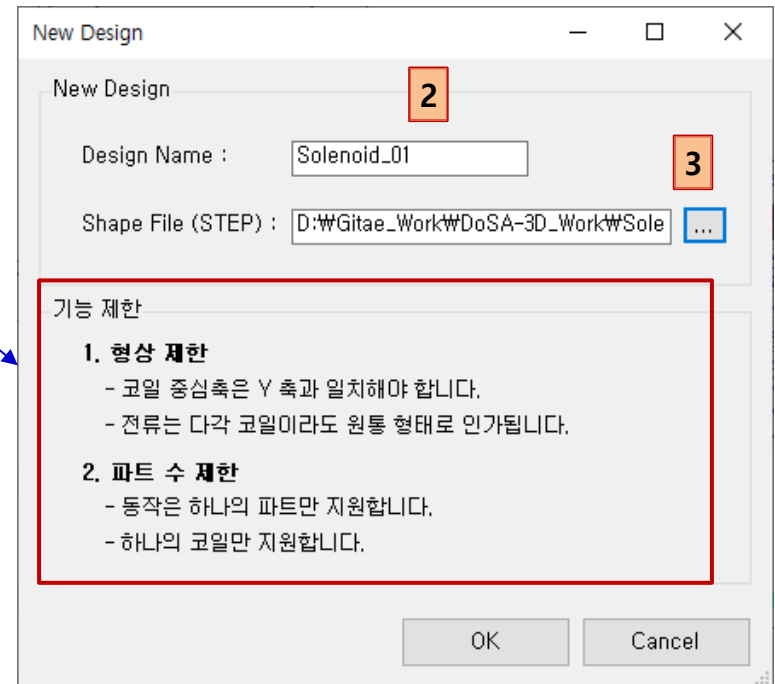 New Design
New Design
2
Design Name :
Solenoid_01
3
Shape File (STEP) :
D:₩Gitae_Work₩DoSA-3D_Work₩Sole
...
기능 제한
1. 형상 제한
- 코일 중심축은 Y 축과 일치해야 합니다.
- 전류는 다각 코일이라도 원통 형태로 인가됩니다.
2. 파트 수 제한
- 동작은 하나의 파트만 지원합니다.
- 하나의 코일만 지원합니다.
OK
Cancel